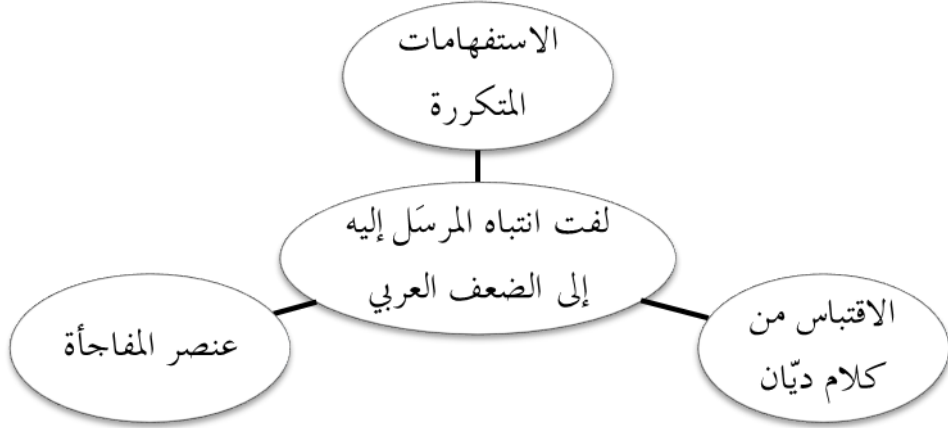 الاستفهامات
المتكررة
لفت انتباه المرسَل إليه
إلى الضعف العربي
الاقتباس من
كلام ديّان
عنصر المفاجأة